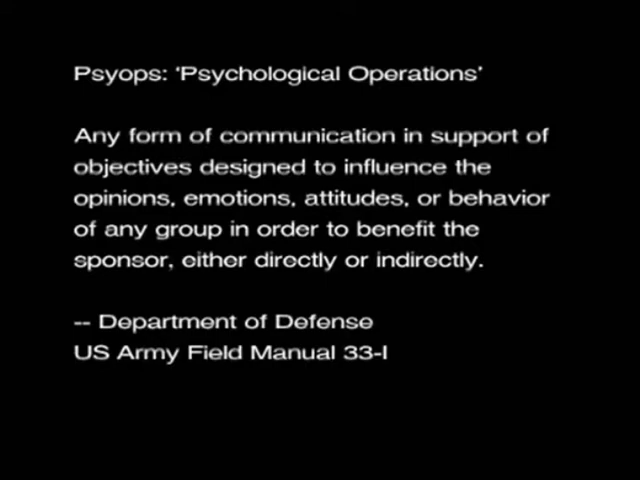 Psyops: 'Psychological Operations'
Any form of communication in support of
objectives designed to influence the
opinions, emotions, attitudes, or behavior
of any group in order to benefit the
sponsor, either directly or indirectly.
-- Department of Defense
US Army Field Manual 33-I